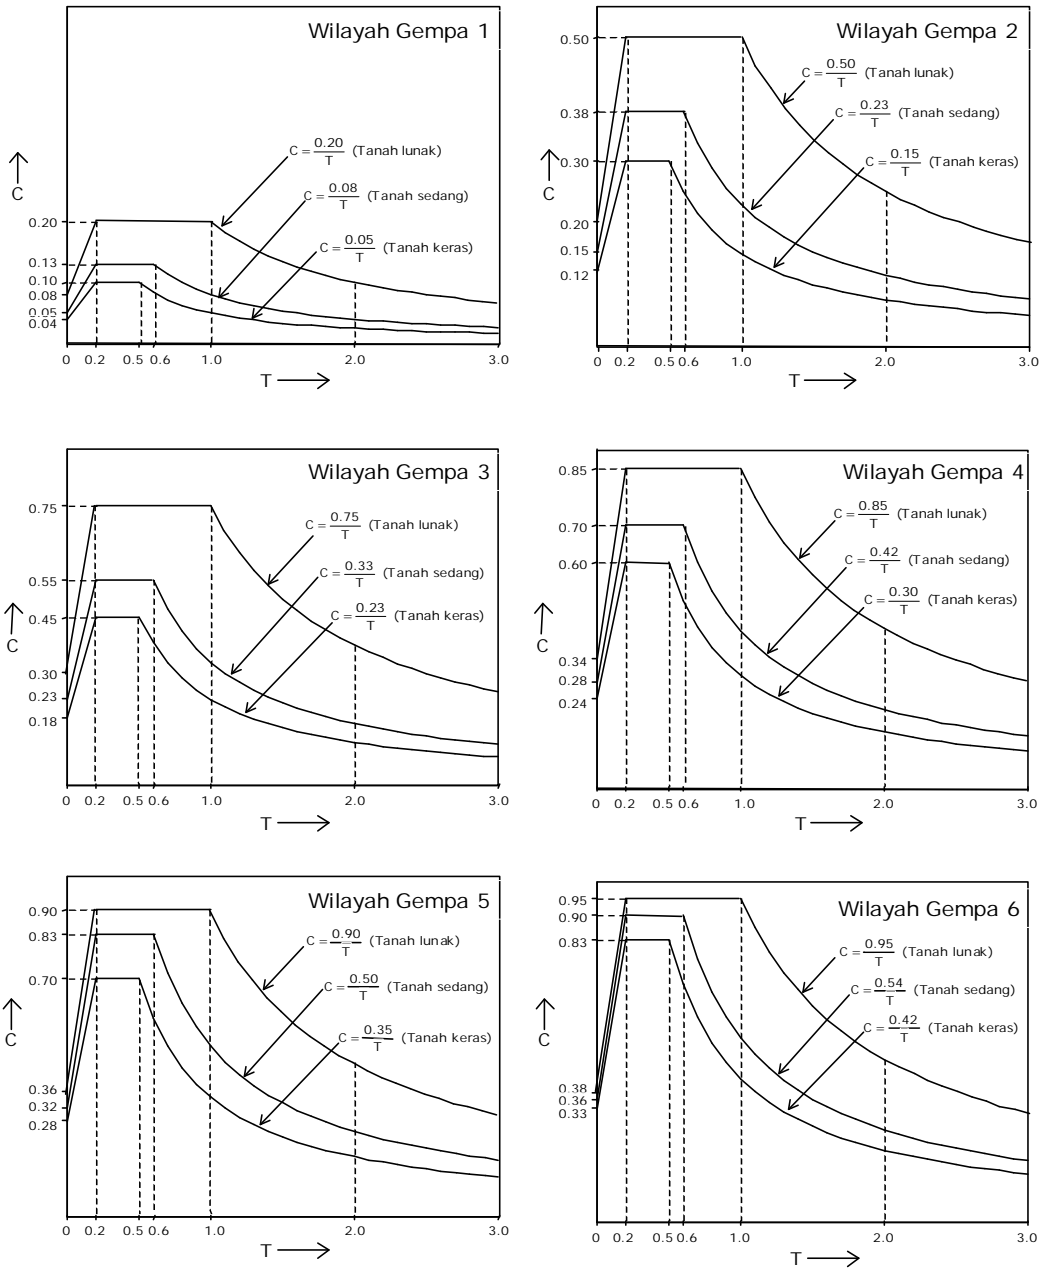 Wilayah Gempa 1
C = 0.20/T (Tanah lunak)
C = 0.08/T (Tanah sedang)
C = 0.05/T (Tanah keras)
C
0.20
0.13
0.10
0.08
0.05
0.04
0 0.2 0.5 0.6 1.0 2.0 3.0
T
Wilayah Gempa 2
C = 0.50/T (Tanah lunak)
C = 0.23/T (Tanah sedang)
C = 0.15/T (Tanah keras)
C
0.50
0.38
0.30
0.20
0.15
0.12
0 0.2 0.5 0.6 1.0 2.0 3.0
T
Wilayah Gempa 3
C = 0.75/T (Tanah lunak)
C = 0.33/T (Tanah sedang)
C = 0.23/T (Tanah keras)
C
0.75
0.55
0.45
0.30
0.23
0.18
0 0.2 0.5 0.6 1.0 2.0 3.0
T
Wilayah Gempa 4
C = 0.85/T (Tanah lunak)
C = 0.42/T (Tanah sedang)
C = 0.30/T (Tanah keras)
C
0.85
0.70
0.60
0.34
0.28
0.24
0 0.2 0.5 0.6 1.0 2.0 3.0
T
Wilayah Gempa 5
C = 0.90/T (Tanah lunak)
C = 0.50/T (Tanah sedang)
C = 0.35/T (Tanah keras)
C
0.90
0.83
0.70
0.36
0.32
0.28
0 0.2 0.5 0.6 1.0 2.0 3.0
T
Wilayah Gempa 6
C = 0.95/T (Tanah lunak)
C = 0.54/T (Tanah sedang)
C = 0.42/T (Tanah keras)
C
0.95
0.90
0.83
0.38
0.36
0.33
0 0.2 0.5 0.6 1.0 2.0 3.0
T